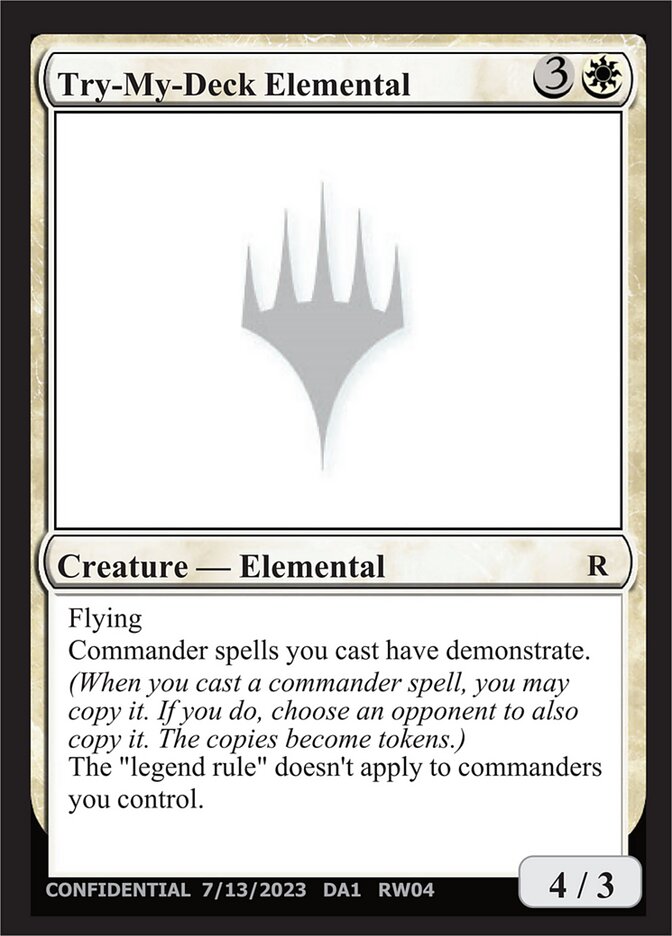 Try-My-Deck Elemental 3
Creature — Elemental R
Flying
Commander spells you cast have demonstrate.
(When you cast a commander spell, you may
copy it. If you do, choose an opponent to also
copy it. The copies become tokens.)
The "legend rule" doesn't apply to commanders
you control.
CONFIDENTIAL 7/13/2023 DA1 RW04
4 / 3